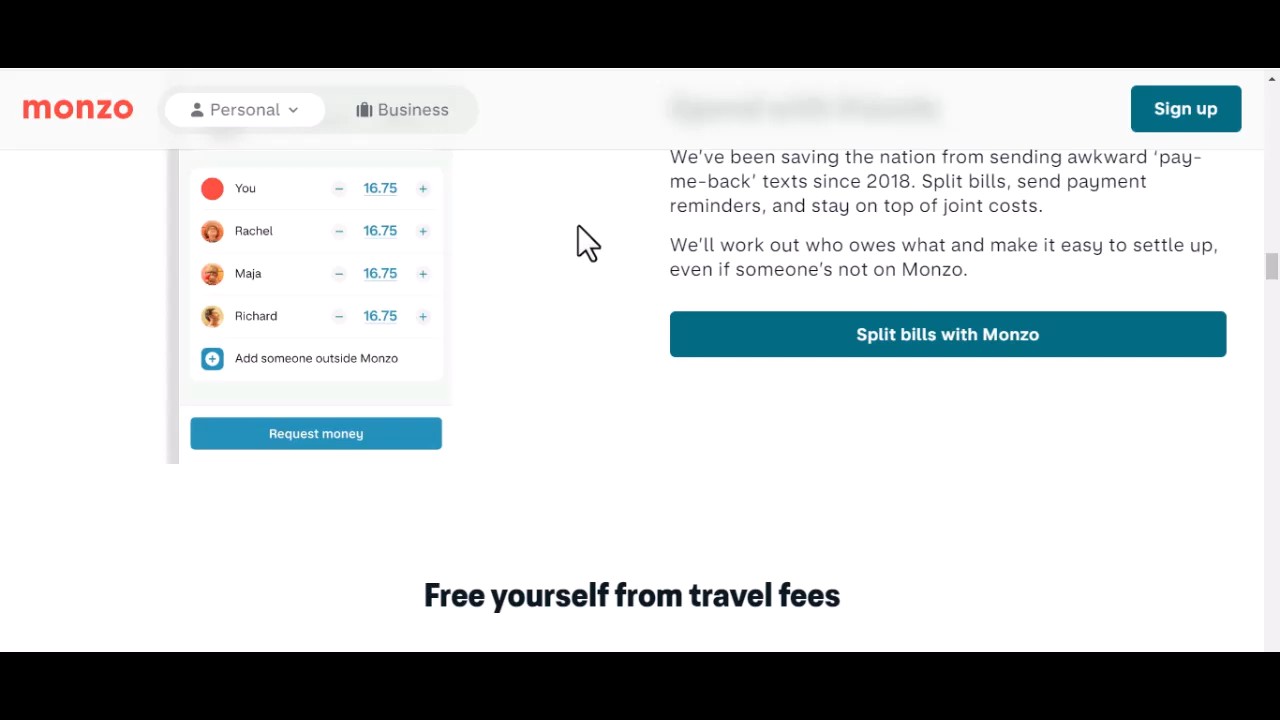 monzo
Personal
Business
Sign up
You
16.75
Rachel
16.75
Maja
16.75
Richard
16.75
Add someone outside Monzo
Request money
We’ve been saving the nation from sending awkward ‘pay-
me-back’ texts since 2018. Split bills, send payment
reminders, and stay on top of joint costs.
We’ll work out who owes what and make it easy to settle up,
even if someone’s not on Monzo.
Split bills with Monzo
Free yourself from travel fees